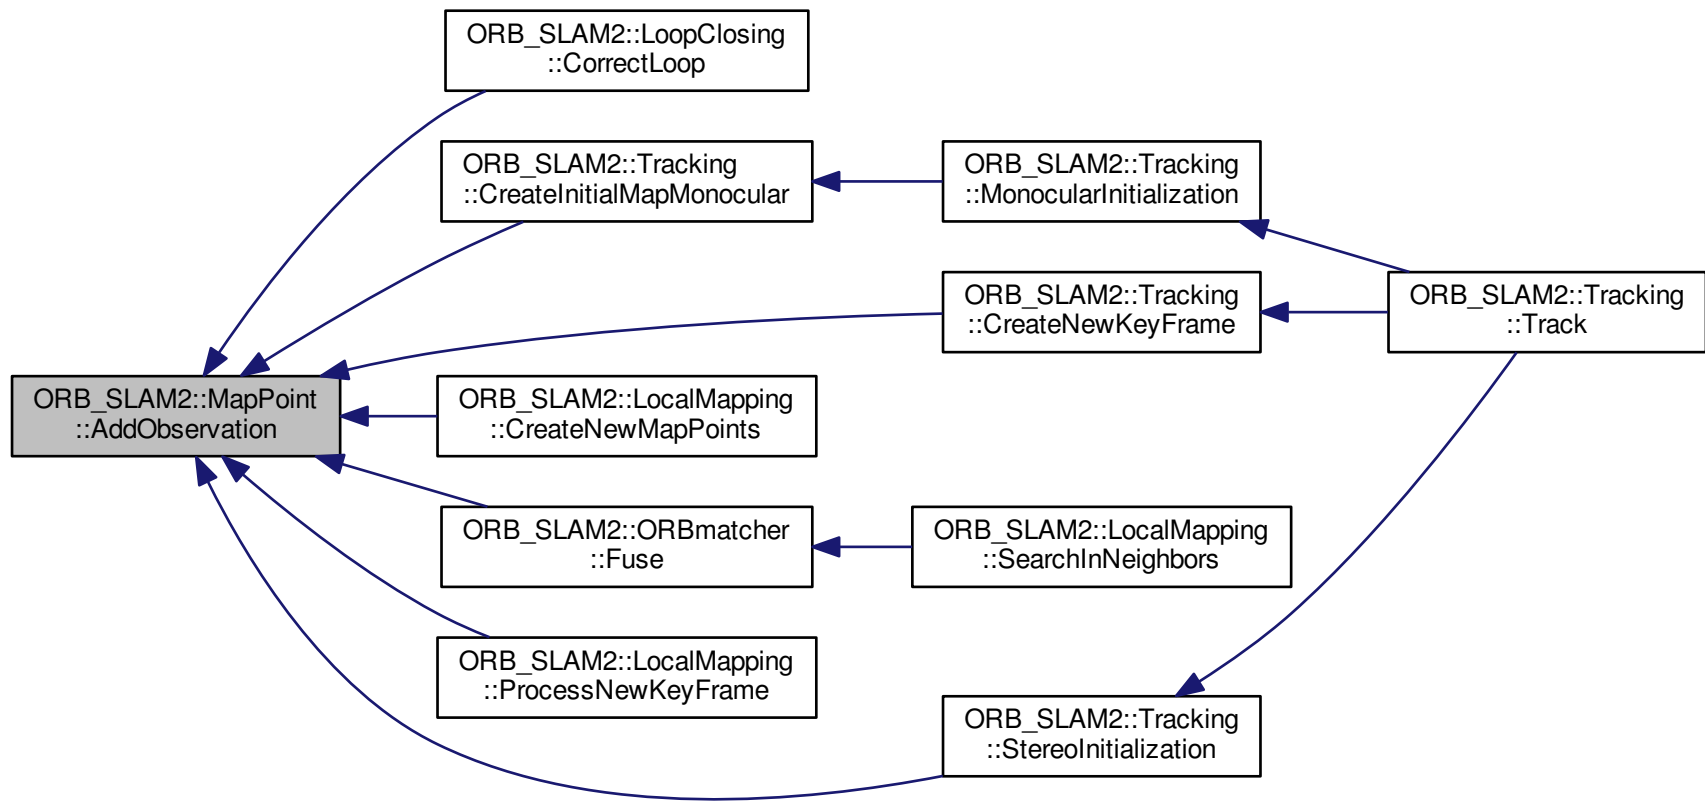 ORB_SLAM2::LoopClosing
::CorrectLoop
ORB_SLAM2::Tracking
::CreateInitialMapMonocular
ORB_SLAM2::Tracking
::MonocularInitialization
ORB_SLAM2::Tracking
::CreateNewKeyFrame
ORB_SLAM2::Tracking
::Track
ORB_SLAM2::MapPoint
::AddObservation
ORB_SLAM2::LocalMapping
::CreateNewMapPoints
ORB_SLAM2::ORBmatcher
::Fuse
ORB_SLAM2::LocalMapping
::SearchInNeighbors
ORB_SLAM2::LocalMapping
::ProcessNewKeyFrame
ORB_SLAM2::Tracking
::StereoInitialization